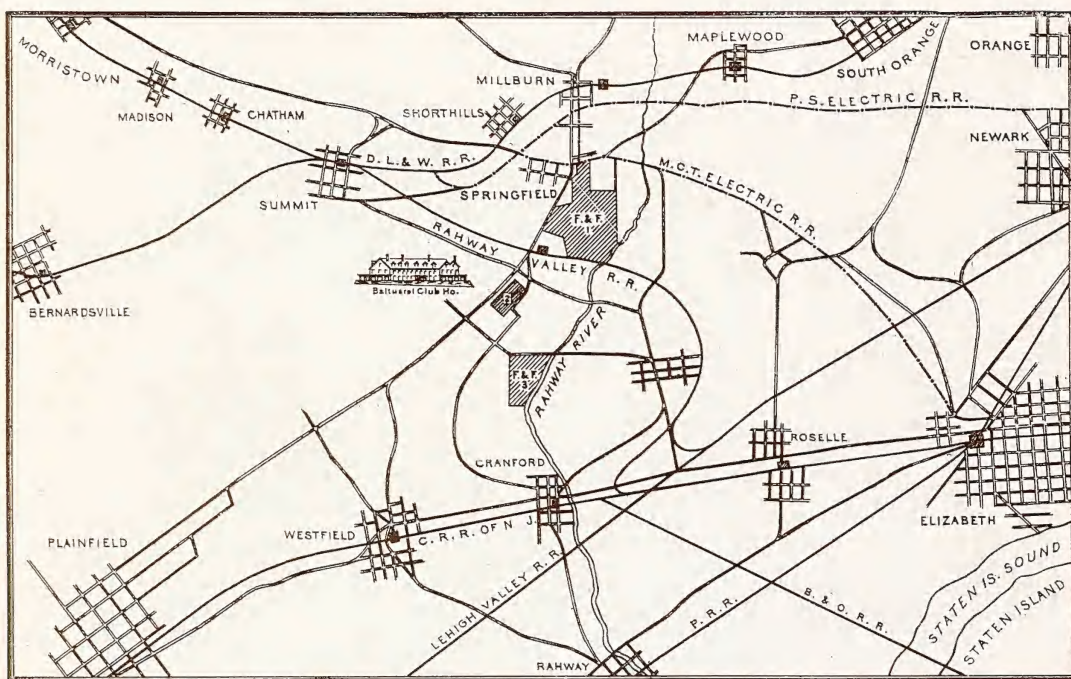 MAPLEWOOD
SOUTH ORANGE
ORANGE
MORRISTOWN
MILLBURN
MADISON
CHATHAM
SHORTHILLS
P. S. ELECTRIC R. R.
NEWARK
D. L. & W. R. R.
M. C. T. ELECTRIC R. R.
SPRINGFIELD
SUMMIT
F. & F.
1
RAHWAY VALLEY R. R.
Baltusrol Club Ho.
BERNARDSVILLE
RAHWAY RIVER
F. & F.
3
ROSELLE
CRANFORD
ELIZABETH
WESTFIELD
C. R. R. OF N. J.
PLAINFIELD
LEHIGH VALLEY R. R.
P. R. R.
B. & O. R. R.
STATEN IS. SOUND
STATEN ISLAND
RAHWAY